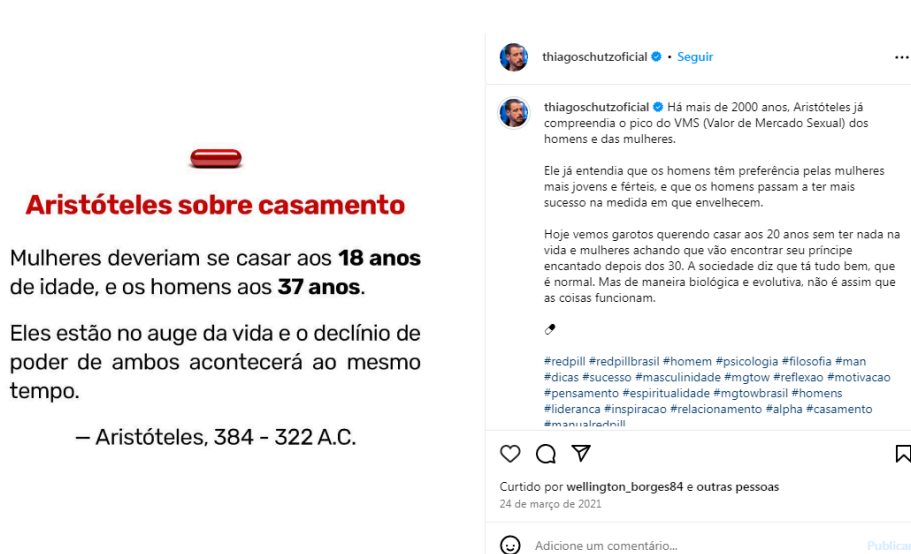 Aristóteles sobre casamento
Mulheres deveriam se casar aos 18 anos
de idade, e os homens aos 37 anos.
Eles estão no auge da vida e o declínio de
poder de ambos acontecerá ao mesmo
tempo.
— Aristóteles, 384 - 322 A.C.
thiagoschutzoficial • Seguir
thiagoschutzoficial Há mais de 2000 anos, Aristóteles já
compreendia o pico do VMS (Valor de Mercado Sexual) dos
homens e das mulheres.
Ele já entendia que os homens têm preferência pelas mulheres
mais jovens e férteis, e que os homens passam a ter mais
sucesso na medida em que envelhecem.
Hoje vemos garotos querendo casar aos 20 anos sem ter nada na
vida e mulheres achando que vão encontrar seu príncipe
encantado depois dos 30. A sociedade diz que tá tudo bem, que
é normal. Mas de maneira biológica e evolutiva, não é assim que
as coisas funcionam.
#redpill #redpillbrasil #homem #psicologia #filosofia #man
#dicas #sucesso #masculinidade #mgtow #reflexao #motivacao
#pensamento #espiritualidade #mgtowbrasil #homens
#lideranca #inspiracao #relacionamento #alpha #casamento
#manualredpill
Curtido por wellington_borges84 e outras pessoas
24 de março de 2021
Adicione um comentário...
Publicar